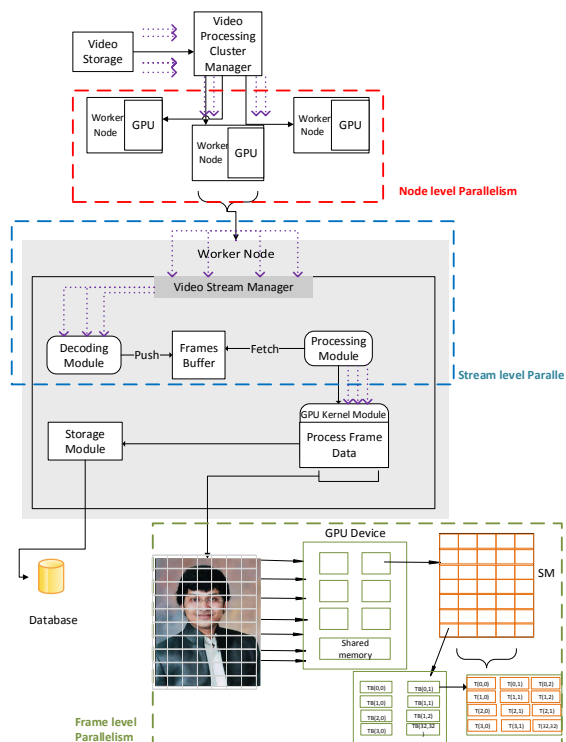 Video
Storage
Video
Processing
Cluster
Manager
Worker
Node
GPU
Worker
Node
GPU
Worker
Node
GPU
Node level Parallelism
Worker Node
Video Stream Manager
Decoding
Module
Push
Frames
Buffer
Fetch
Processing
Module
Stream level Paralle
GPU Kernel Module
Process Frame
Data
Storage
Module
Database
GPU Device
Shared
memory
SM
TB(0,0)
TB(0,1)
TB(1,0)
TB(1,1)
TB(2,0)
TB(1,2)
TB(3,0)
TB(32,32
)
T(0,0)
T(0,1)
T(0,2)
T(1,0)
T(1,1)
T(1,2)
T(2,0)
T(2,1)
T(2,1)
T(3,0)
T(3,1)
T(32,32)
Frame level
Parallelism